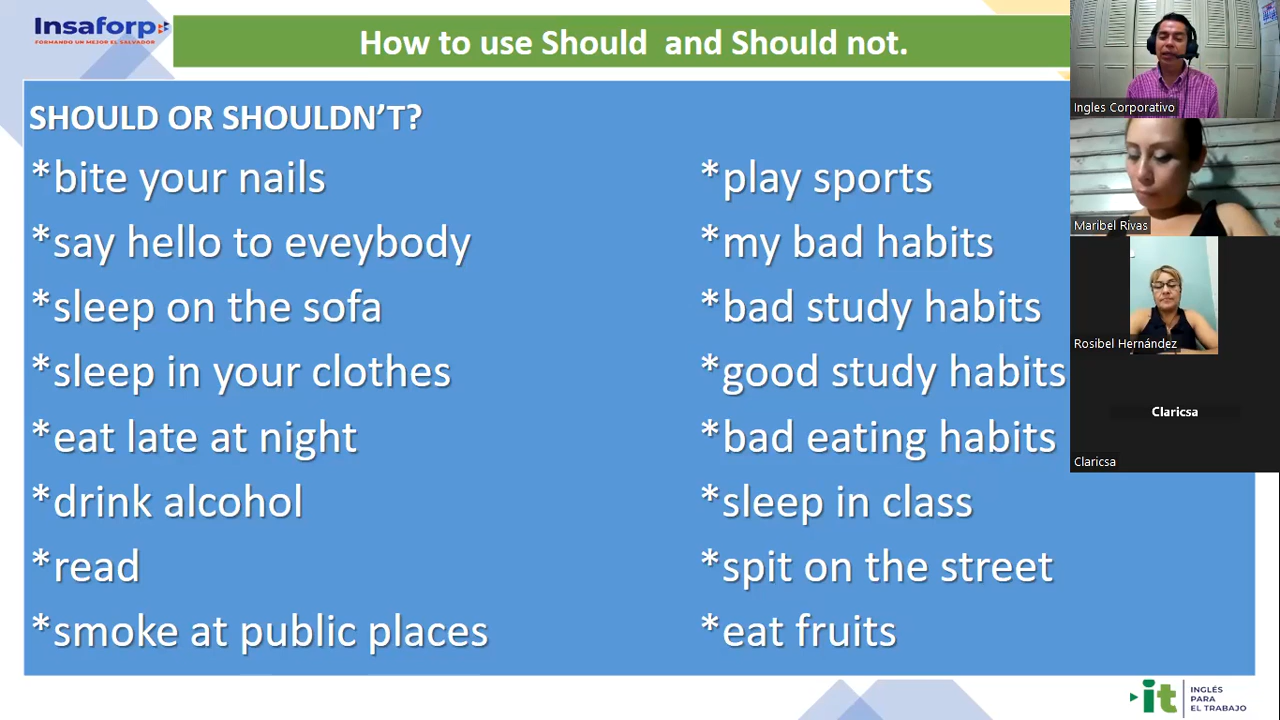 Insaforp
FORMANDO UN MEJOR EL SALVADOR
How to use Should and Should not.
SHOULD OR SHOULDN'T?
*bite your nails
*say hello to eveybody
*sleep on the sofa
*sleep in your clothes
*eat late at night
*drink alcohol
*read
*smoke at public places
*play sports
*my bad habits
*bad study habits
*good study habits
*bad eating habits
*sleep in class
*spit on the street
*eat fruits
Ingles Corporativo
Maribel Rivas
Rosibel Hernández
Claricsa
Claricsa
it
INGLÉS
PARA
EL TRABAJO